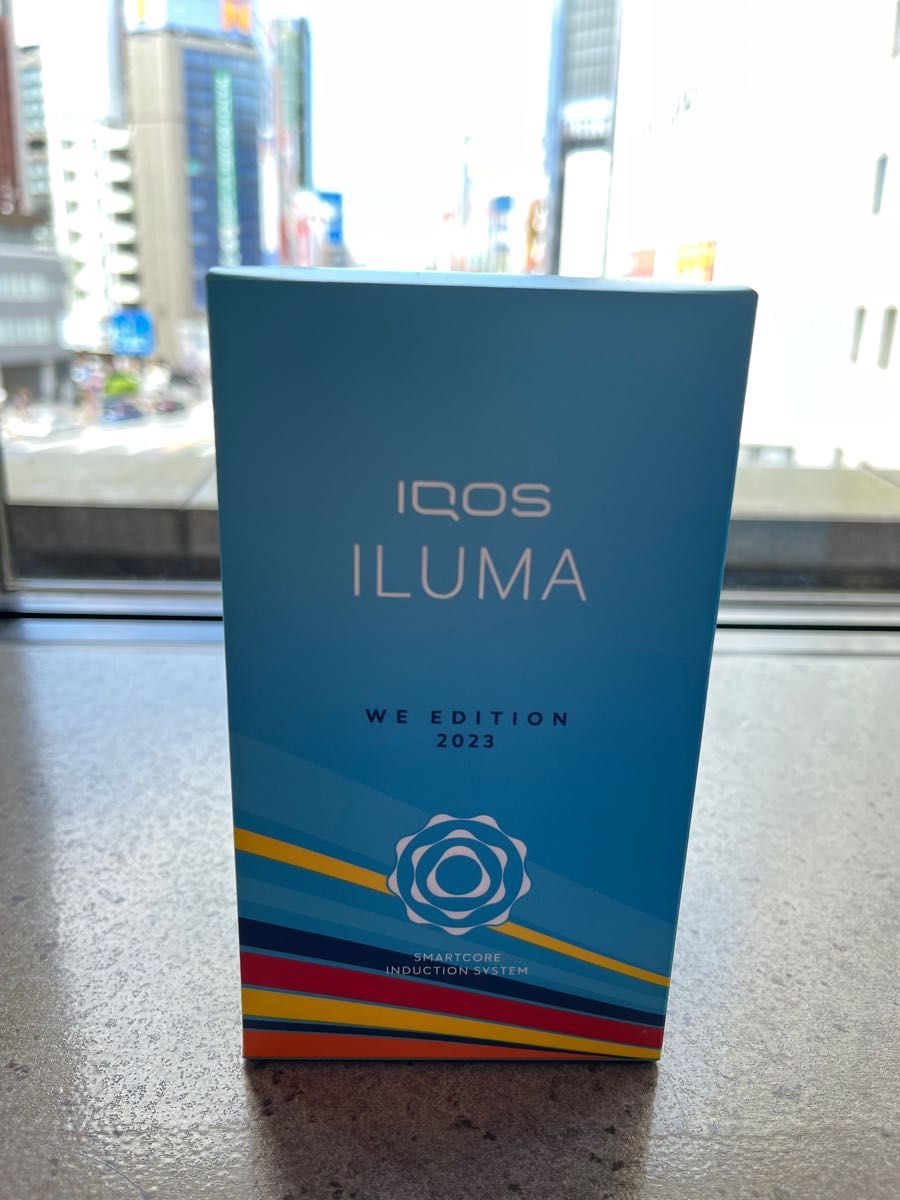 IQOS
ILUMA
WE EDITION
2023
SMARTCORE
INDUCTION SYSTEM